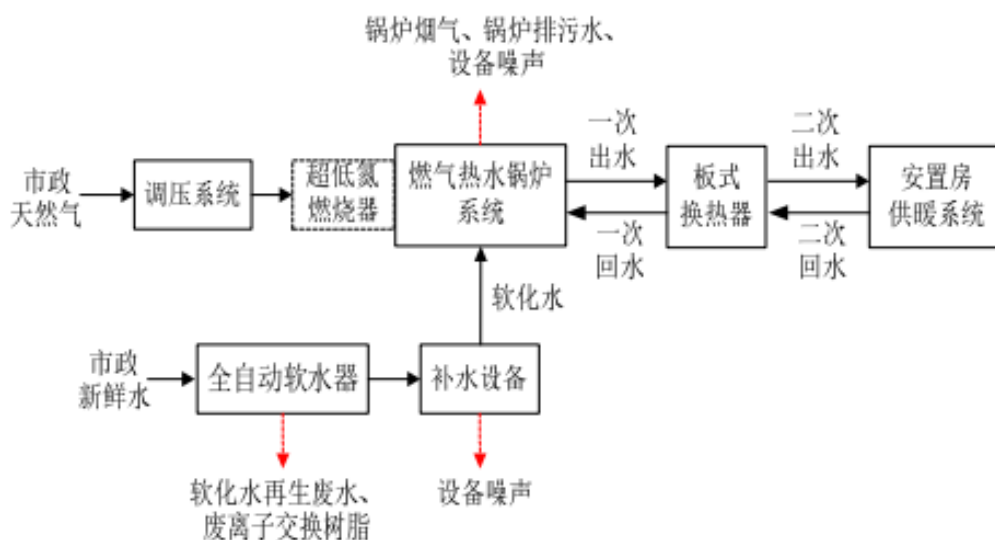 锅炉烟气、锅炉排污水、
设备噪声
市政
天然气
调压系统
超低氮
燃烧器
燃气热水锅炉
系统
一次
出水
一次
回水
板式
换热器
二次
出水
二次
回水
安置房
供暖系统
软化水
市政
新鲜水
全自动软水器
补水设备
软化水再生废水、
废离子交换树脂
设备噪声